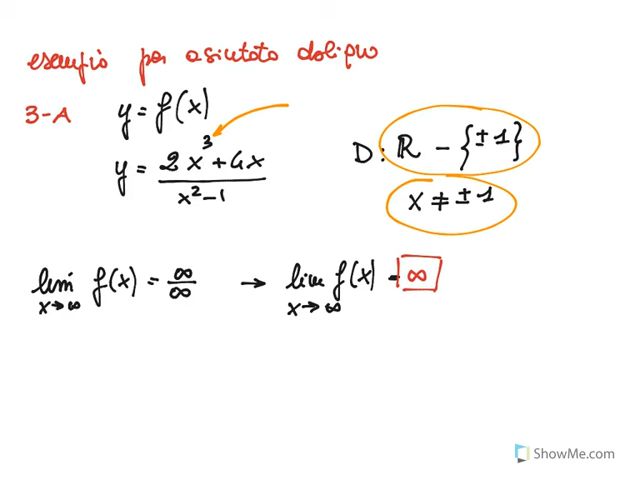 esempio per asintoto obliquo
3-A y = f(x)
y = 2x³ + 4x / x² - 1
D: ℝ - {±1}
x ≠ ±1
lim x→∞ f(x) = ∞/∞ → lim x→∞ f(x) = ∞
ShowMe.com